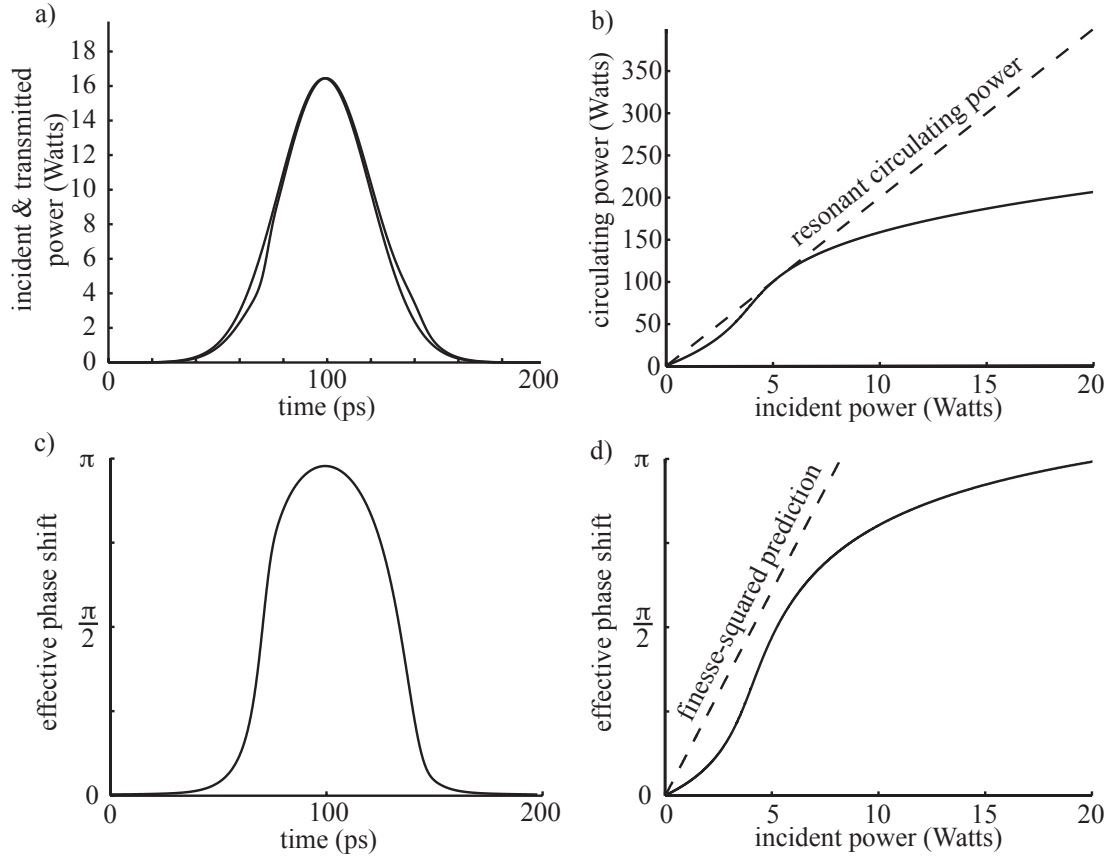 a)
incident & transmitted
power (Watts)
18
16
14
12
10
8
6
4
2
0
0
100
200
time (ps)
b)
circulating power (Watts)
350
300
250
200
150
100
50
0
resonant circulating power
0
5
10
15
20
incident power (Watts)
c)
effective phase shift
π
π
2
0
0
100
200
time (ps)
d)
effective phase shift
π
π
2
0
finesse-squared prediction
0
5
10
15
20
incident power (Watts)